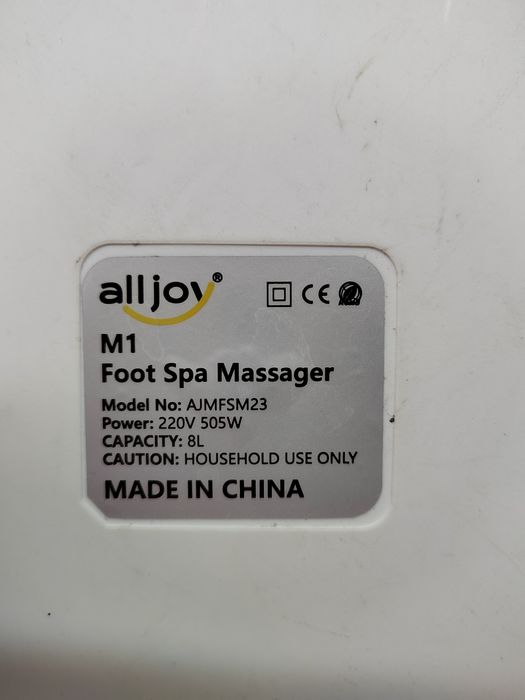 alljoy®
CE
M1
Foot Spa Massager
Model No: AJMFSM23
Power: 220V 505W
CAPACITY: 8L
CAUTION: HOUSEHOLD USE ONLY
MADE IN CHINA